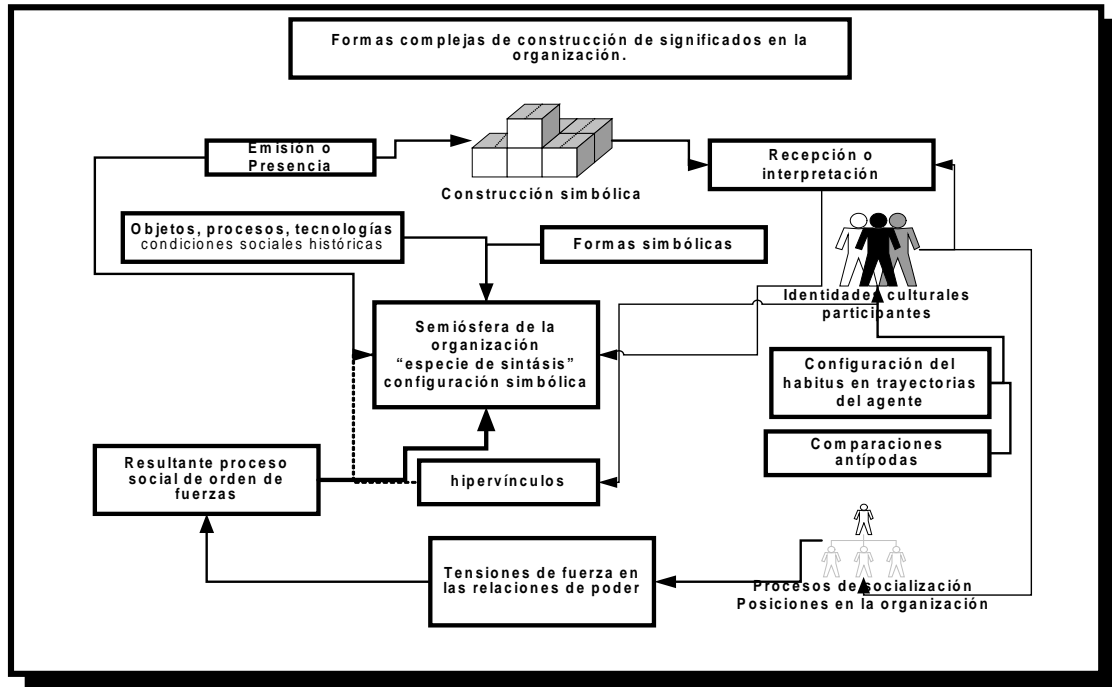 Formas complejas de construcción de significados en la
organización.
Emisión o
Presencia
Construcción simbólica
Recepción o
interpretación
Objetos, procesos, tecnologías
condiciones sociales históricas
Formas simbólicas
Identidades culturales
participantes
Semiósfera de la
organización
“especie de sintásis”
configuración simbólica
Configuración del
habitus en trayectorias
del agente
Comparaciones
antípodas
Resultante proceso
social de orden de
fuerzas
hipervínculos
Tensiones de fuerza en
las relaciones de poder
Procesos de socialización
Posiciones en la organización